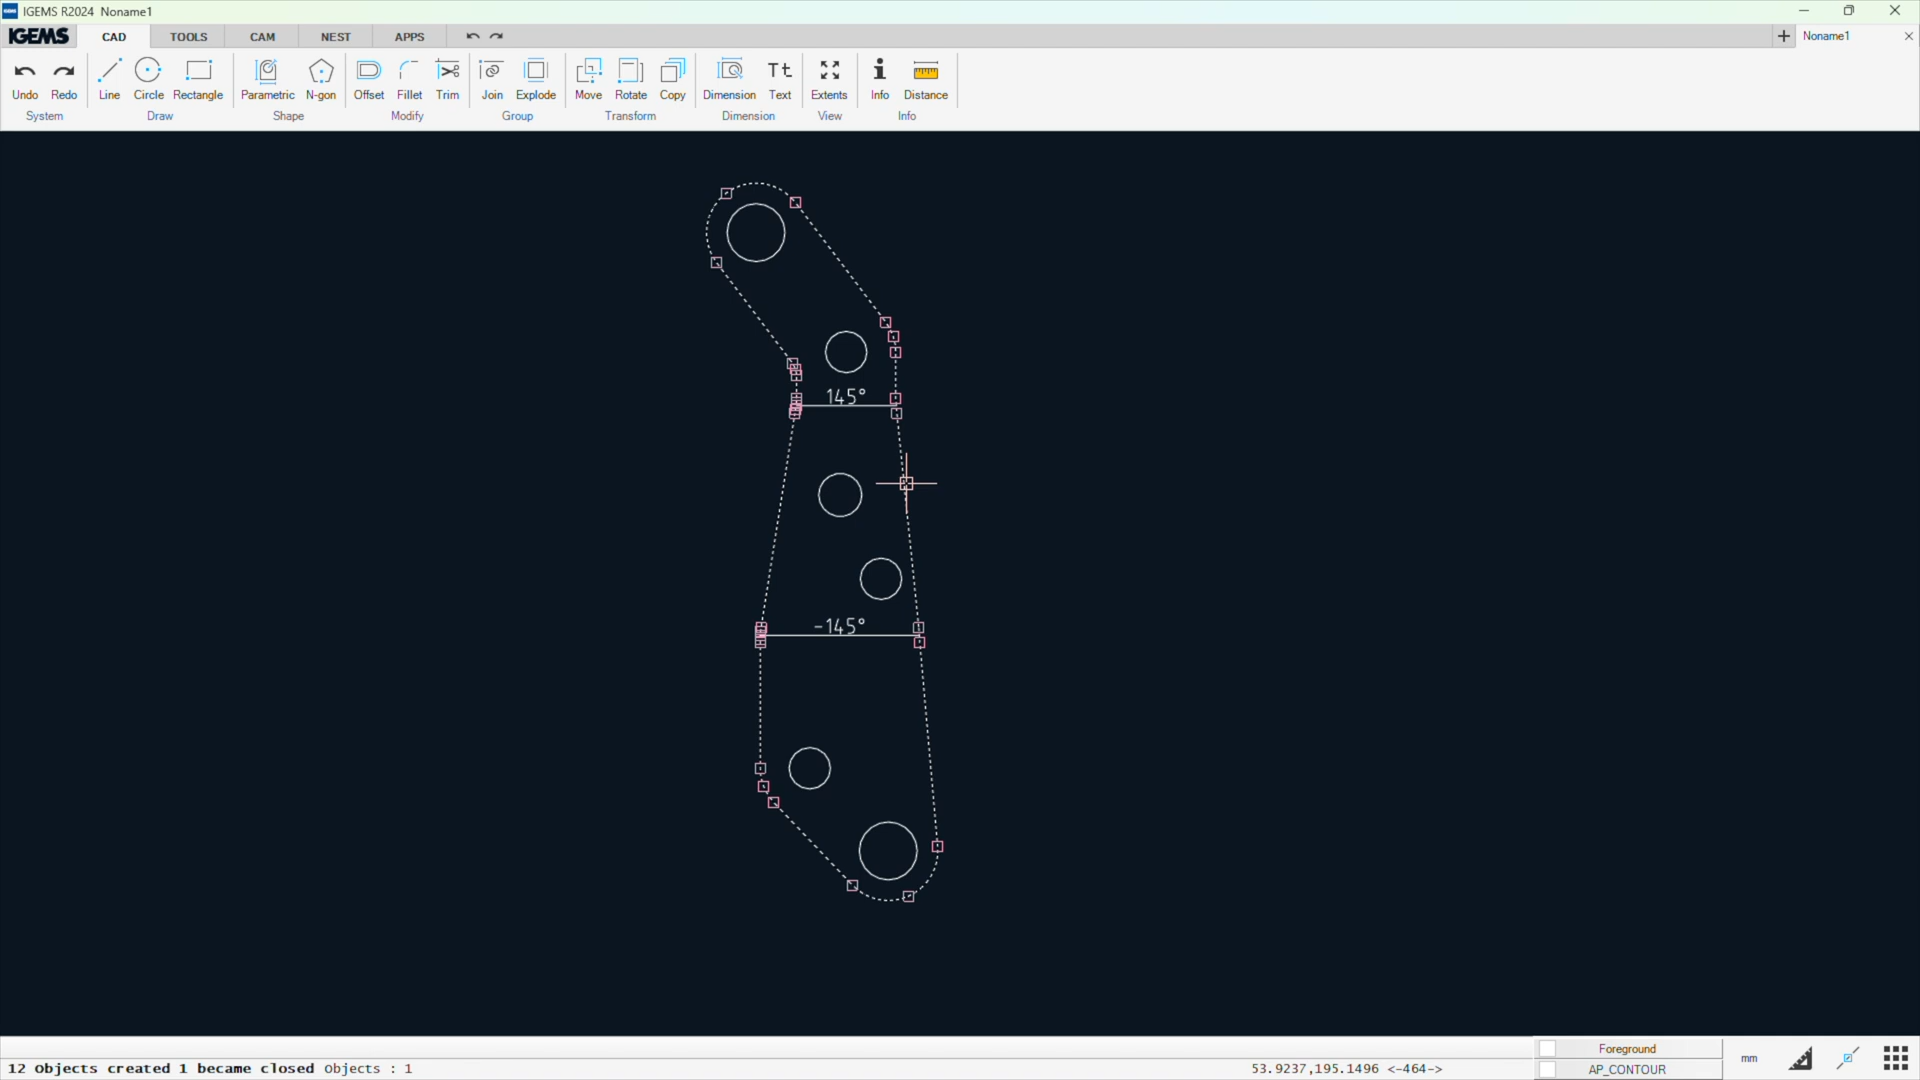 IGEMS R2024 Noname1
IGEMS CAD TOOLS CAM NEST APPS + Noname1
Undo Redo Line Circle Rectangle Parametric N-gon Offset Fillet Trim Join Explode Move Rotate Copy Dimension Tt Text Extents Info Distance
System Draw Shape Modify Group Transform Dimension View Info
145°
-145°
Foreground
12 Objects created 1 became closed Objects : 1 53.9237,195.1496 <-464-> AP_CONTOUR mm